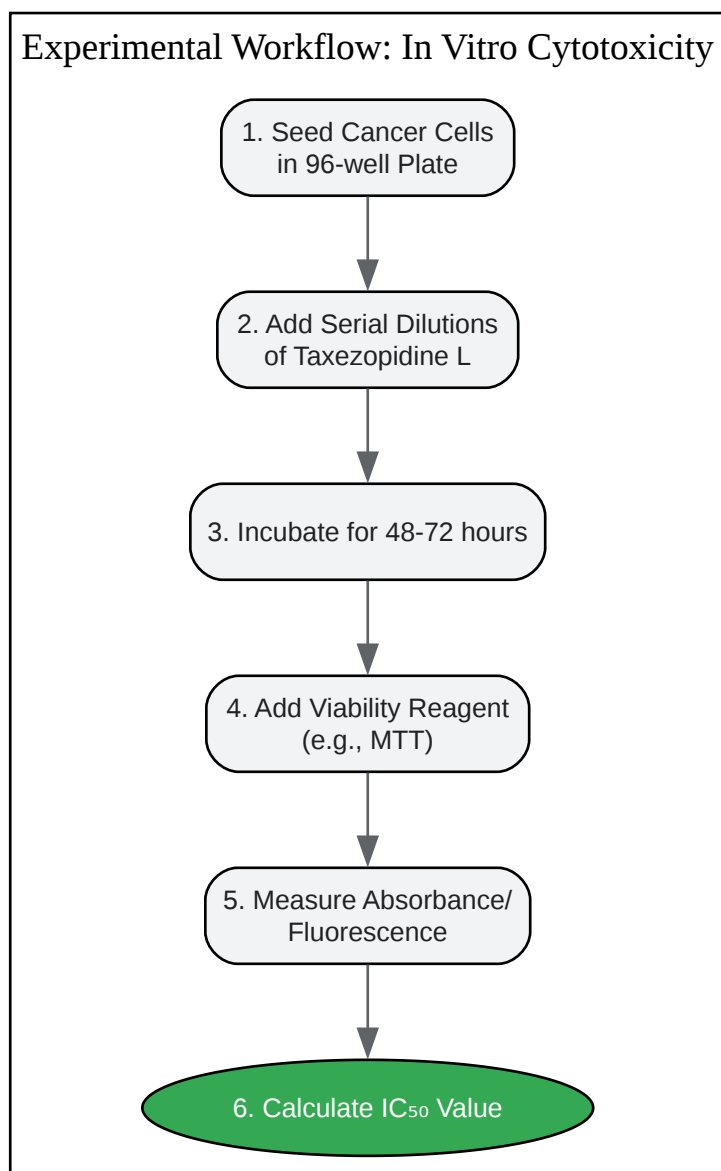 Experimental Workflow: In Vitro Cytotoxicity
1. Seed Cancer Cells
in 96-well Plate
2. Add Serial Dilutions
of Taxezopidine L
3. Incubate for 48-72 hours
4. Add Viability Reagent
(e.g., MTT)
5. Measure Absorbance/
Fluorescence
6. Calculate IC₅₀ Value